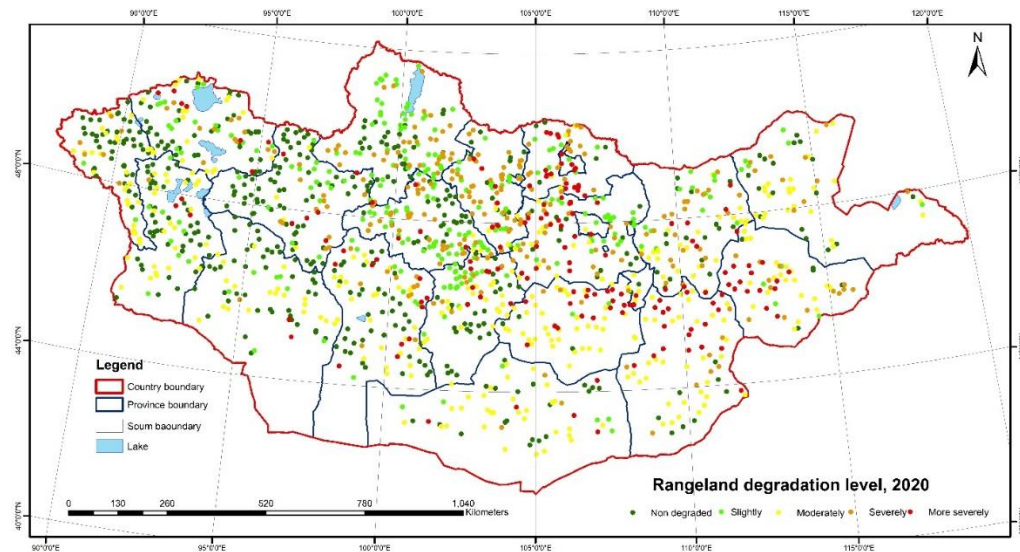 90°0'0"E 95°0'0"E 100°0'0"E 105°0'0"E 110°0'0"E 115°0'0"E 120°0'0"E
N
48°0'0"N
44°0'0"N
40°0'0"N
Legend
Country boundary
Province boundary
Soum baoundary
Lake
0 130 260 520 780 1,040
Kilometers
Rangeland degradation level, 2020
Non degraded Slightly Moderately Severely More severely
90°0'0"E 95°0'0"E 100°0'0"E 105°0'0"E 110°0'0"E 115°0'0"E